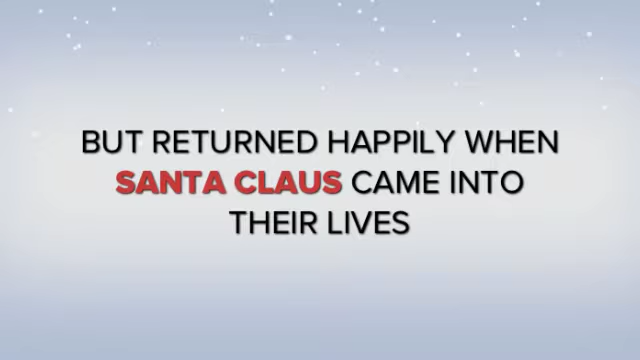 BUT RETURNED HAPPILY WHEN
SANTA CLAUS CAME INTO
THEIR LIVES